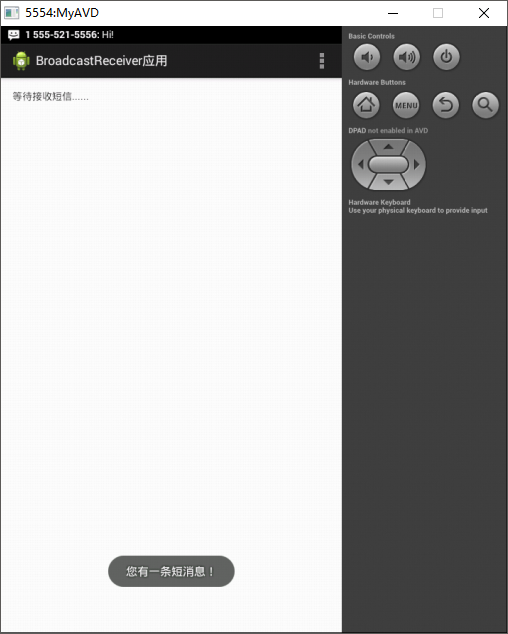 5554:MyAVD
1 555-521-5556: Hi!
BroadcastReceiver应用
等待接收短信......
您有一条短消息！
Basic Controls
Hardware Buttons
MENU
DPAD not enabled in AVD
Hardware Keyboard
Use your physical keyboard to provide input